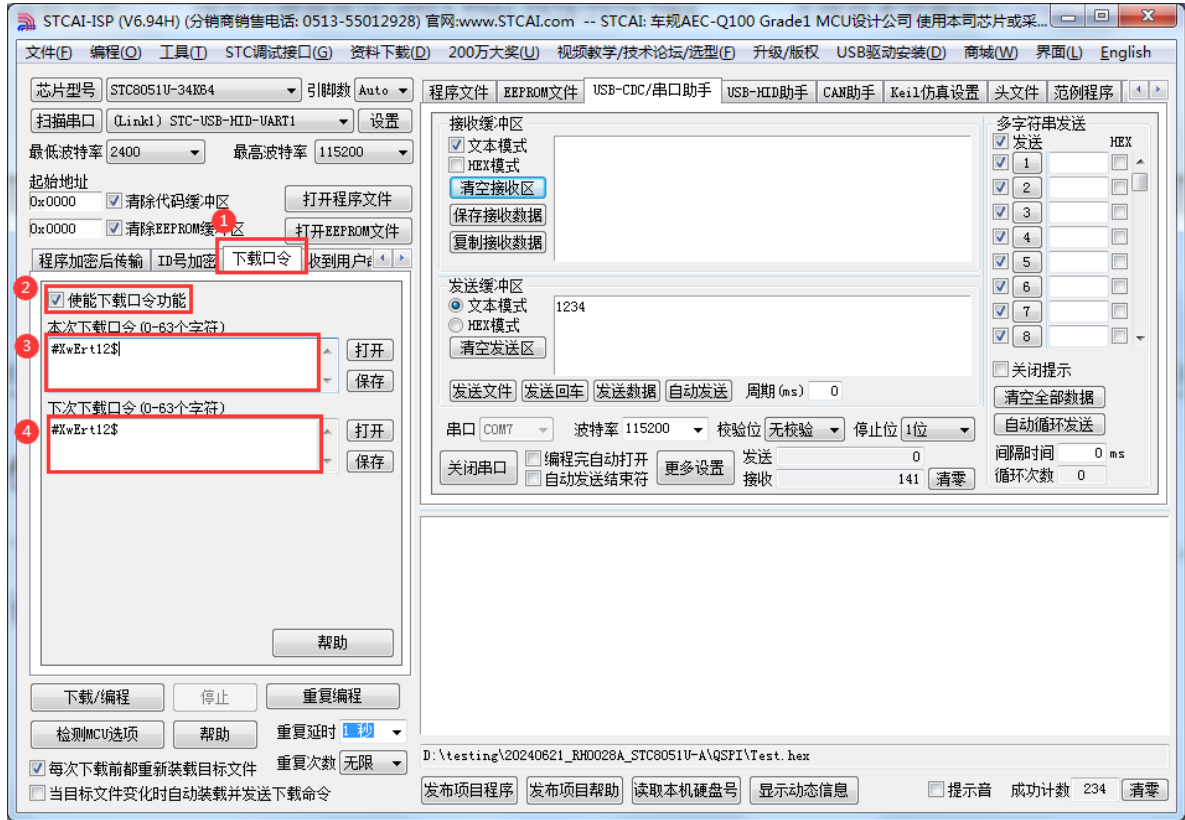 STCAI-ISP (V6.94H) (分销商销售电话: 0513-55012928) 官网:www.STCAI.com -- STCAI: 车规AEC-Q100 Grade1 MCU设计公司 使用本司芯片或采...
文件(F) 编程(O) 工具(T) STC调试接口(G) 资料下载(D) 200万大奖(U) 视频教学/技术论坛/选型(F) 升级/版权 USB驱动安装(D) 商城(W) 界面(L) English
芯片型号 STC8051U-34K64 引脚数 Auto
扫描串口 (Link1) STC-USB-HID-UART1 设置
最低波特率 2400 最高波特率 115200
起始地址
0x0000 清除代码缓冲区 打开程序文件
0x0000 清除EEPROM缓冲区 打开EEPROM文件
1
程序加密后传输 ID号加密 下载口令 收到用户
2
使能下载口令功能
本次下载口令(0-63个字符)
3
#XwErt12$
打开
保存
下次下载口令(0-63个字符)
4
#XwErt12$
打开
保存
帮助
下载/编程 停止 重复编程
检测MCU选项 帮助 重复延时 1 秒
每次下载前都重新装载目标文件 重复次数 无限
当目标文件变化时自动装载并发送下载命令
程序文件 EEPROM文件 USB-CDC/串口助手 USB-HID助手 CAN助手 Keil仿真设置 头文件 范例程序
接收缓冲区
文本模式
HEX模式
清空接收区
保存接收数据
复制接收数据
发送缓冲区
文本模式
HEX模式
清空发送区
1234
发送文件 发送回车 发送数据 自动发送 周期(ms) 0
串口 COM7 波特率 115200 校验位 无校验 停止位 1位
关闭串口 编程完自动打开 更多设置 发送 0
自动发送结束符 接收 141 清零
多字符串发送
发送 HEX
1
2
3
4
5
6
7
8
关闭提示
清空全部数据
自动循环发送
间隔时间 0 ms
循环次数 0
D:\testing\20240621_RH0028A_STC8051U-A\QSPI\Test.hex
发布项目程序 发布项目帮助 读取本机硬盘号 显示动态信息 提示音 成功计数 234 清零